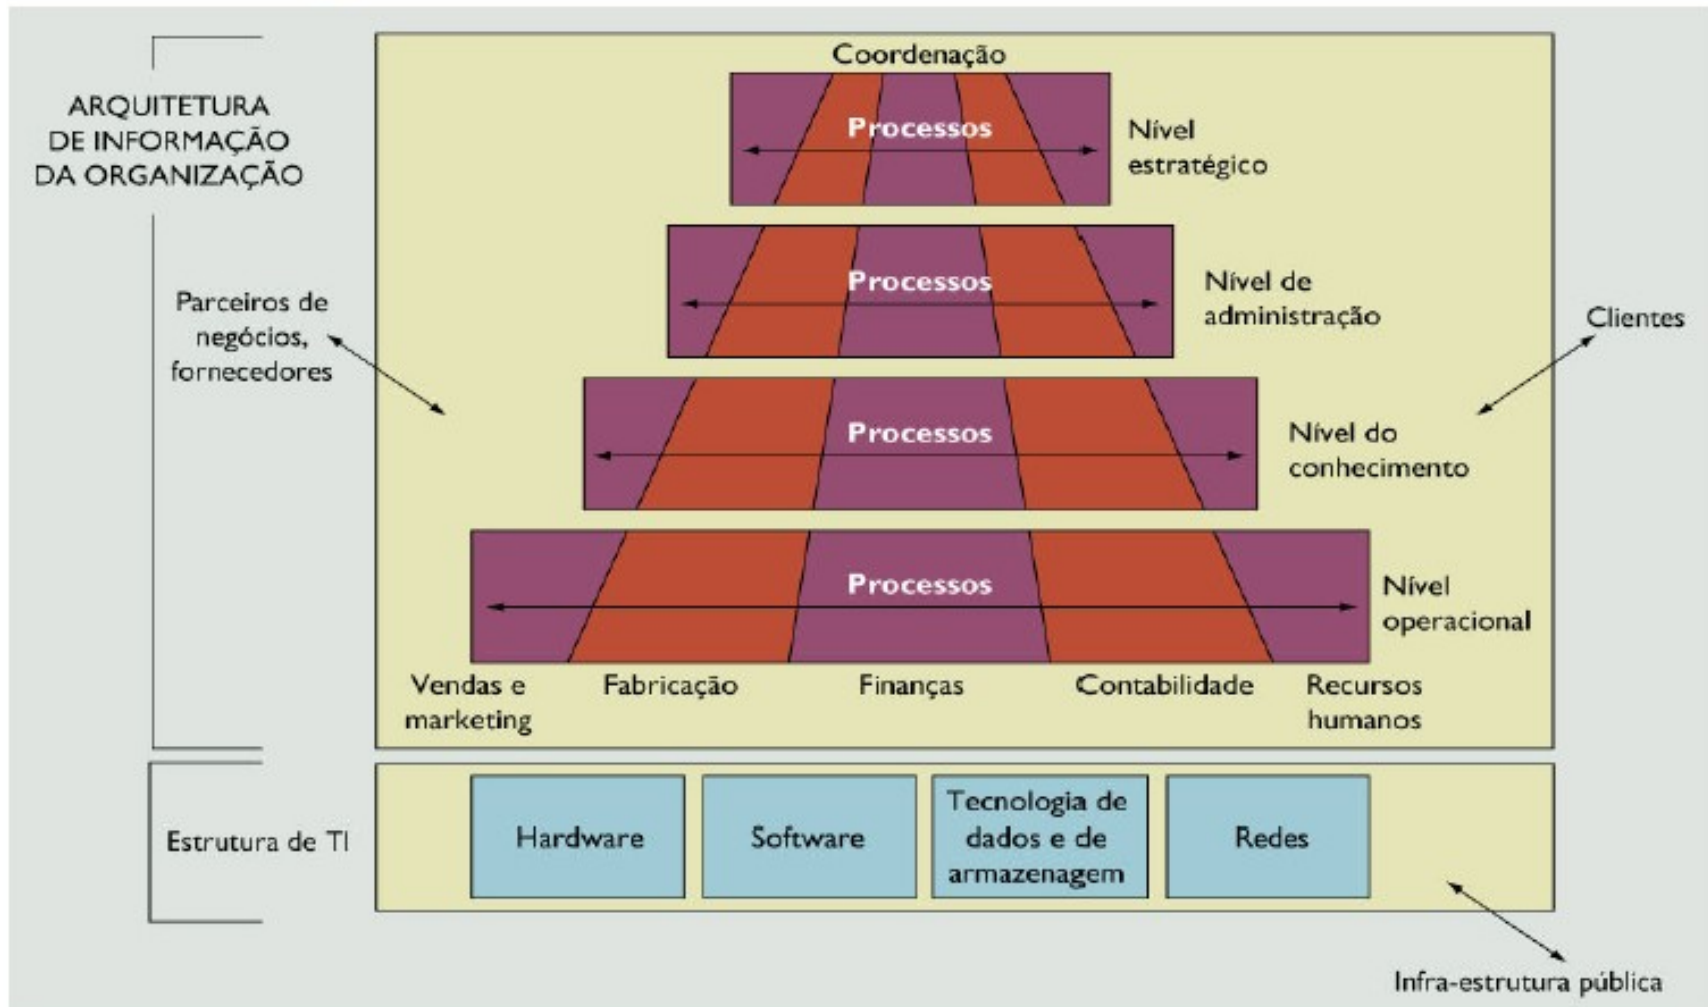 Coordenação
ARQUITETURA
DE INFORMAÇÃO
DA ORGANIZAÇÃO
Processos
Nível
estratégico
Processos
Nível de
administração
Parceiros de
negócios,
fornecedores
Clientes
Processos
Nível do
conhecimento
Processos
Nível
operacional
Vendas e
marketing
Fabricação
Finanças
Contabilidade
Recursos
humanos
Estrutura de TI
Hardware
Software
Tecnologia de
dados e de
armazenagem
Redes
Infra-estrutura pública